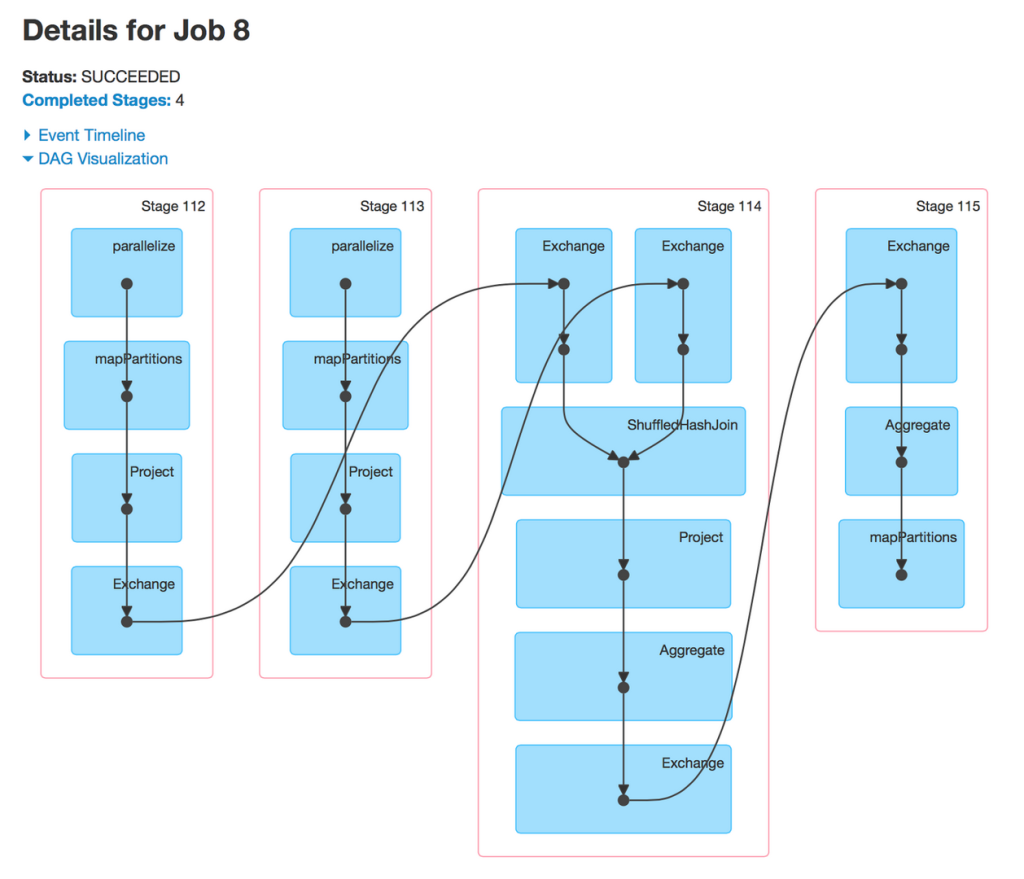 Details for Job 8
Status: SUCCEEDED
Completed Stages: 4
Event Timeline
DAG Visualization
Stage 112
parallelize
mapPartitions
Project
Exchange
Stage 113
parallelize
mapPartitions
Project
Exchange
Stage 114
Exchange
Exchange
ShuffledHashJoin
Project
Aggregate
Exchange
Stage 115
Exchange
Aggregate
mapPartitions